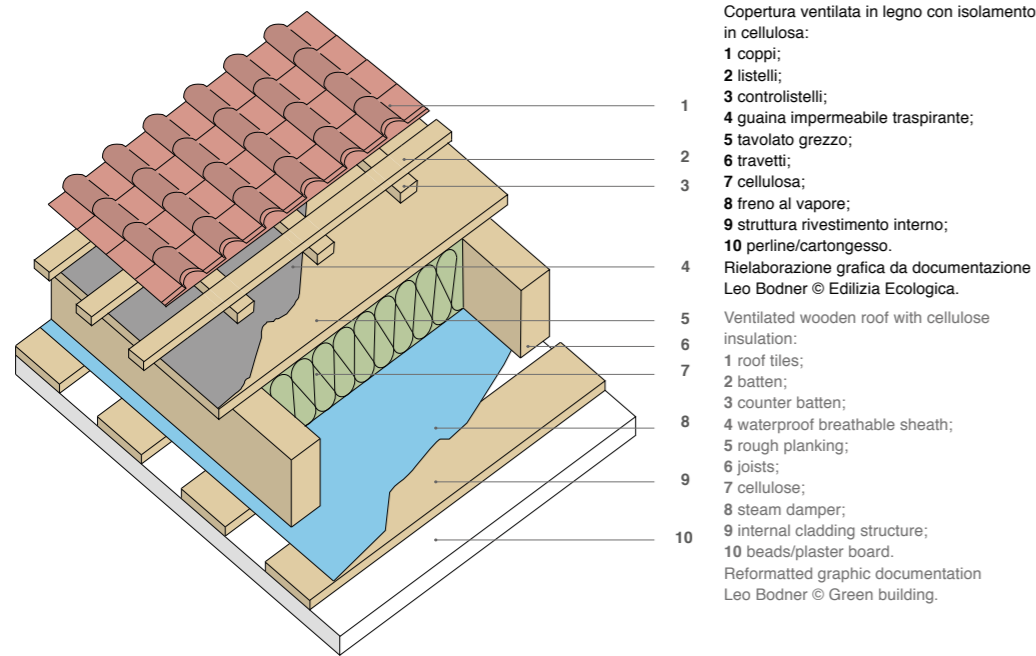 Copertura ventilata in legno con isolamento
in cellulosa:
1 coppi;
2 listelli;
3 controlistelli;
4 guaina impermeabile traspirante;
5 tavolato grezzo;
6 travetti;
7 cellulosa;
8 freno al vapore;
9 struttura rivestimento interno;
10 perline/cartongesso.
Rielaborazione grafica da documentazione
Leo Bodner © Edilizia Ecologica.
Ventilated wooden roof with cellulose
insulation:
1 roof tiles;
2 batten;
3 counter batten;
4 waterproof breathable sheath;
5 rough planking;
6 joists;
7 cellulose;
8 steam damper;
9 internal cladding structure;
10 beads/plaster board.
Reformatted graphic documentation
Leo Bodner © Green building.
1
2
3
4
5
6
7
8
9
10